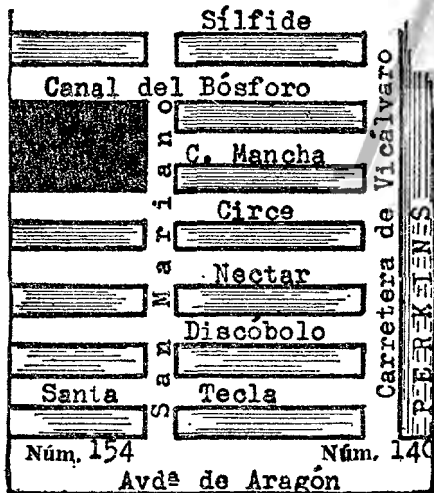 Sílfide
Canal del Bósforo
C. Mancha
Circe
Nectar
Discóbolo
Santa Tecla
San Mariano
Carretera de Vicálvaro
PERKINS
Núm. 154
Núm. 140
Avdª de Aragón